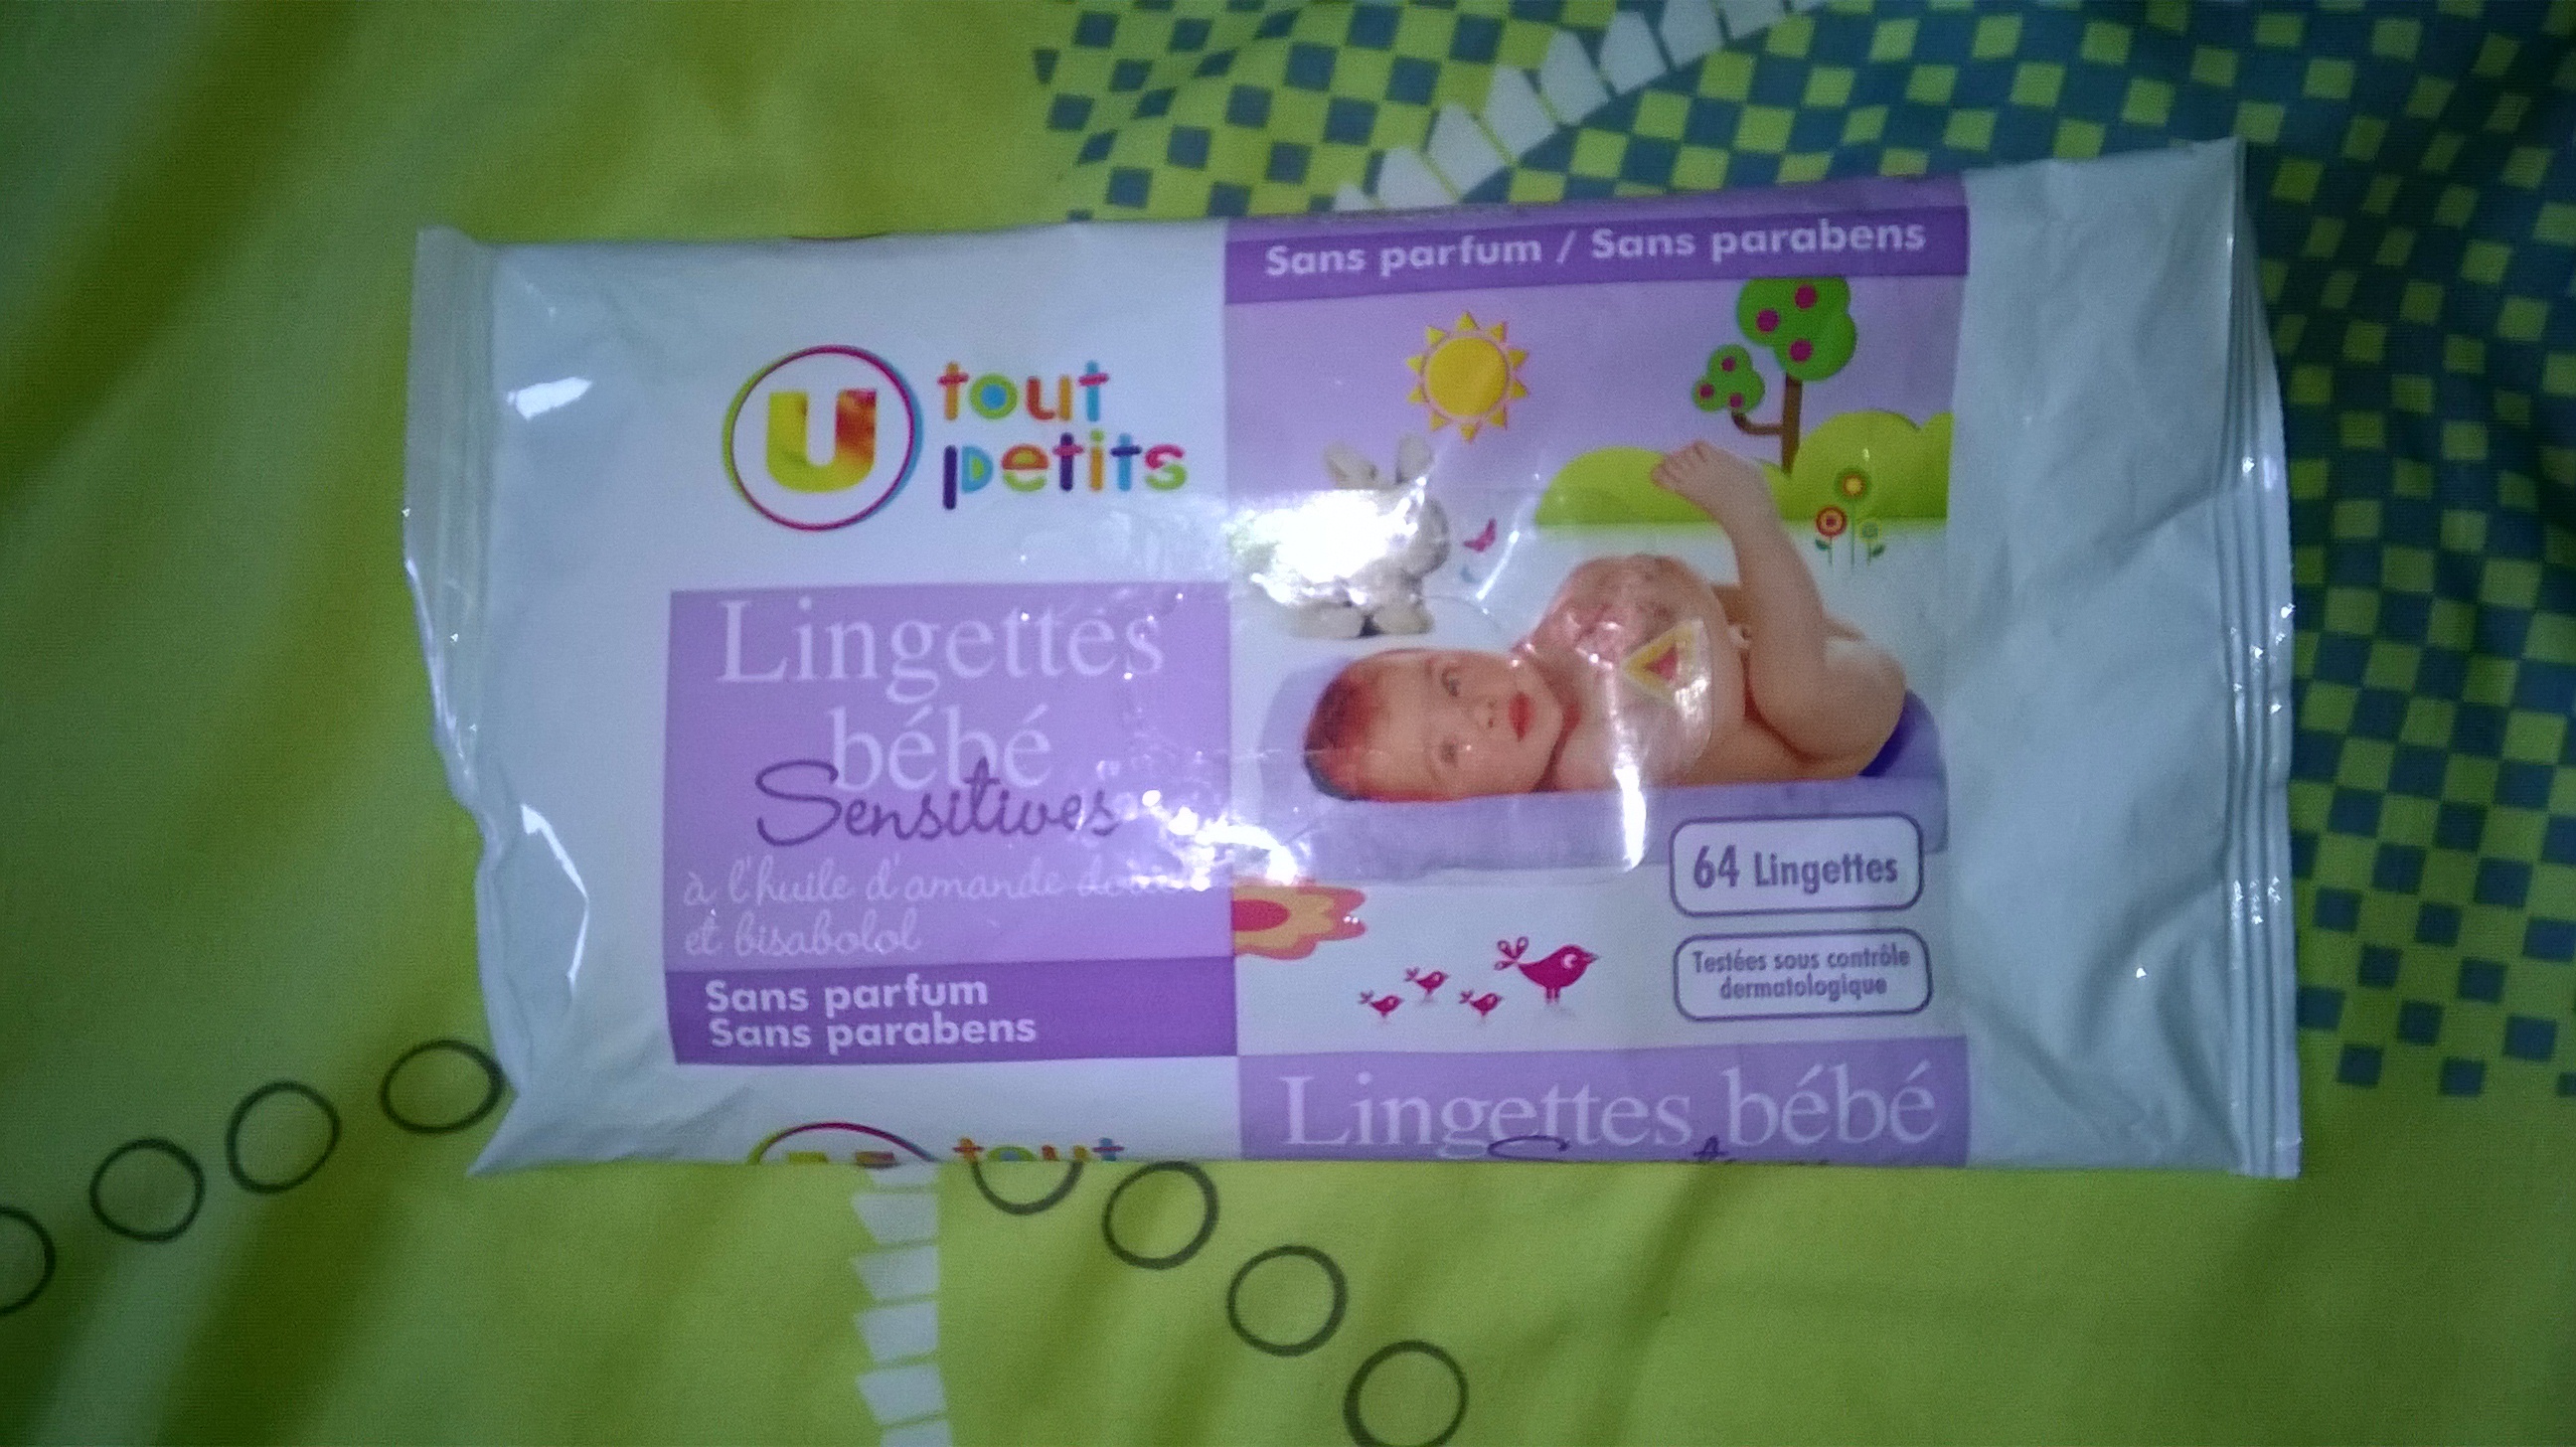 Sans parfum / Sans parabens
U tout
petits
Lingettes
bébé
Sensitives
à l'huile d'amande
et bisabolol
Sans parfum
Sans parabens
64 Lingettes
Testées sous contrôle
dermatologique
Lingettes bébé
tout